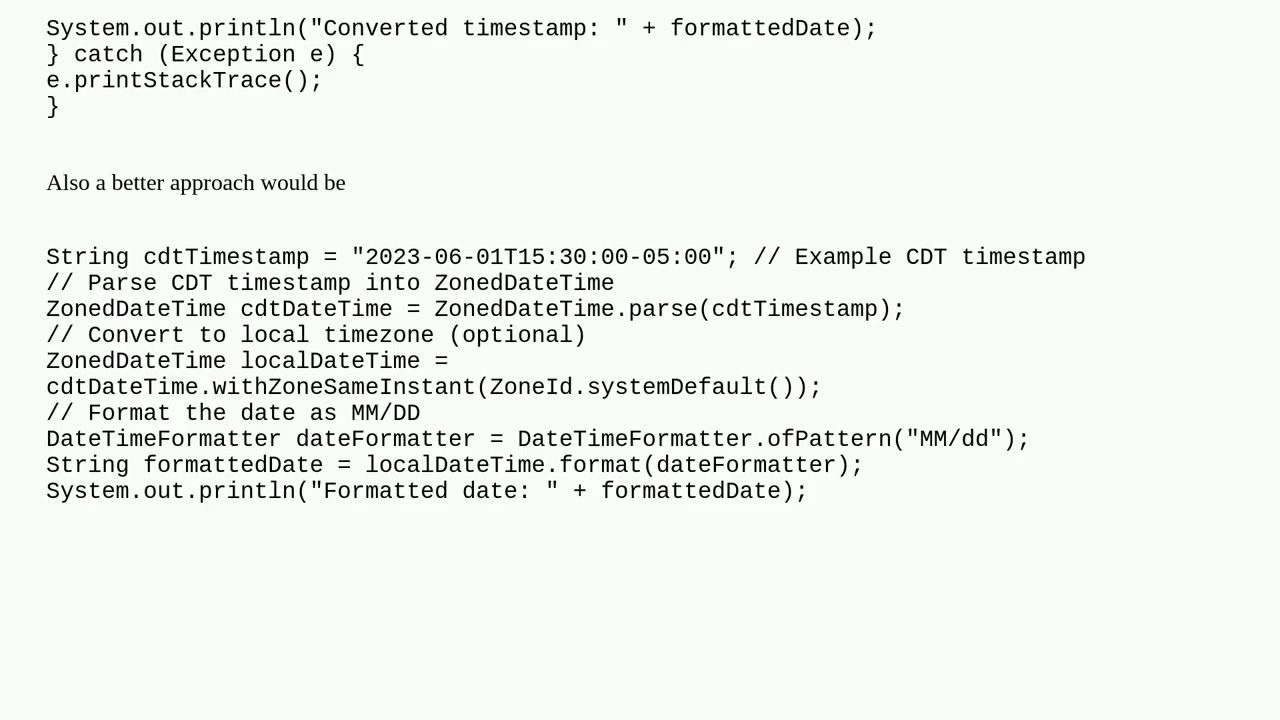 System.out.println("Converted timestamp: " + formattedDate);
} catch (Exception e) {
e.printStackTrace();
}
Also a better approach would be
String cdtTimestamp = "2023-06-01T15:30:00-05:00"; // Example CDT timestamp
// Parse CDT timestamp into ZonedDateTime
ZonedDateTime cdtDateTime = ZonedDateTime.parse(cdtTimestamp);
// Convert to local timezone (optional)
ZonedDateTime localDateTime =
cdtDateTime.withZoneSameInstant(ZoneId.systemDefault());
// Format the date as MM/DD
DateTimeFormatter dateFormatter = DateTimeFormatter.ofPattern("MM/dd");
String formattedDate = localDateTime.format(dateFormatter);
System.out.println("Formatted date: " + formattedDate);